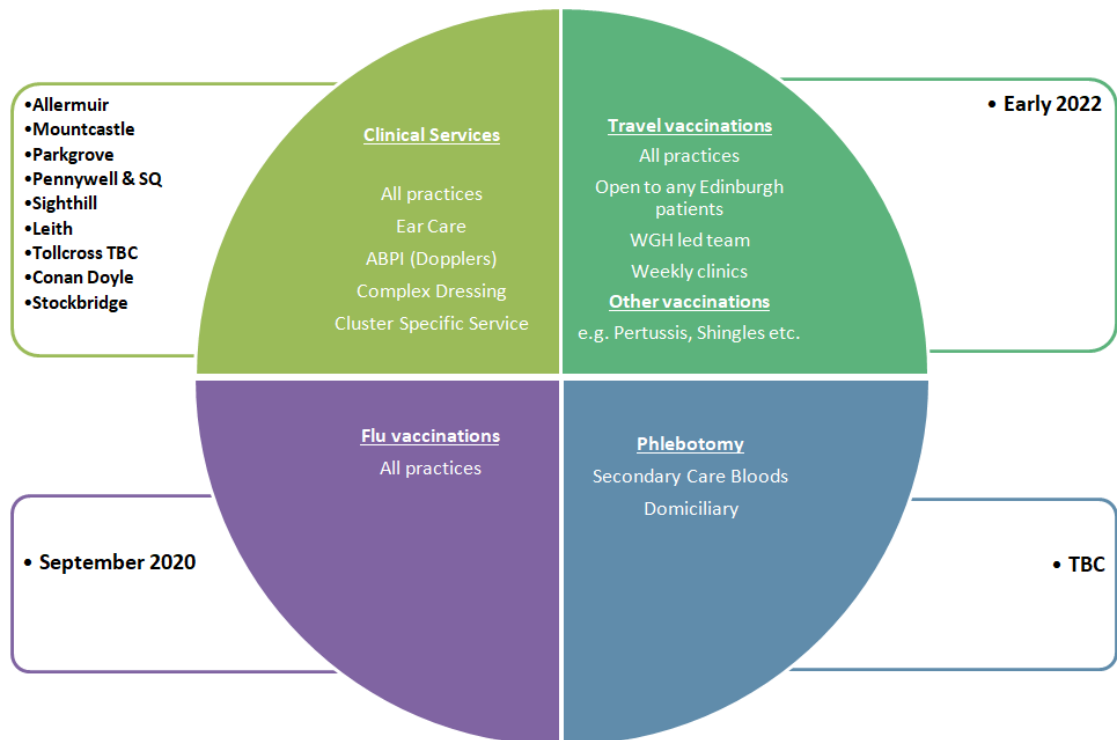 •Allermuir
•Mountcastle
•Parkgrove
•Pennywell & SQ
•Sighthill
•Leith
•Tollcross TBC
•Conan Doyle
•Stockbridge
Clinical Services
All practices
Ear Care
ABPI (Dopplers)
Complex Dressing
Cluster Specific Service
Travel vaccinations
All practices
Open to any Edinburgh
patients
WGH led team
Weekly clinics
Other vaccinations
e.g. Pertussis, Shingles etc.
• Early 2022
• September 2020
Flu vaccinations
All practices
Phlebotomy
Secondary Care Bloods
Domiciliary
• TBC